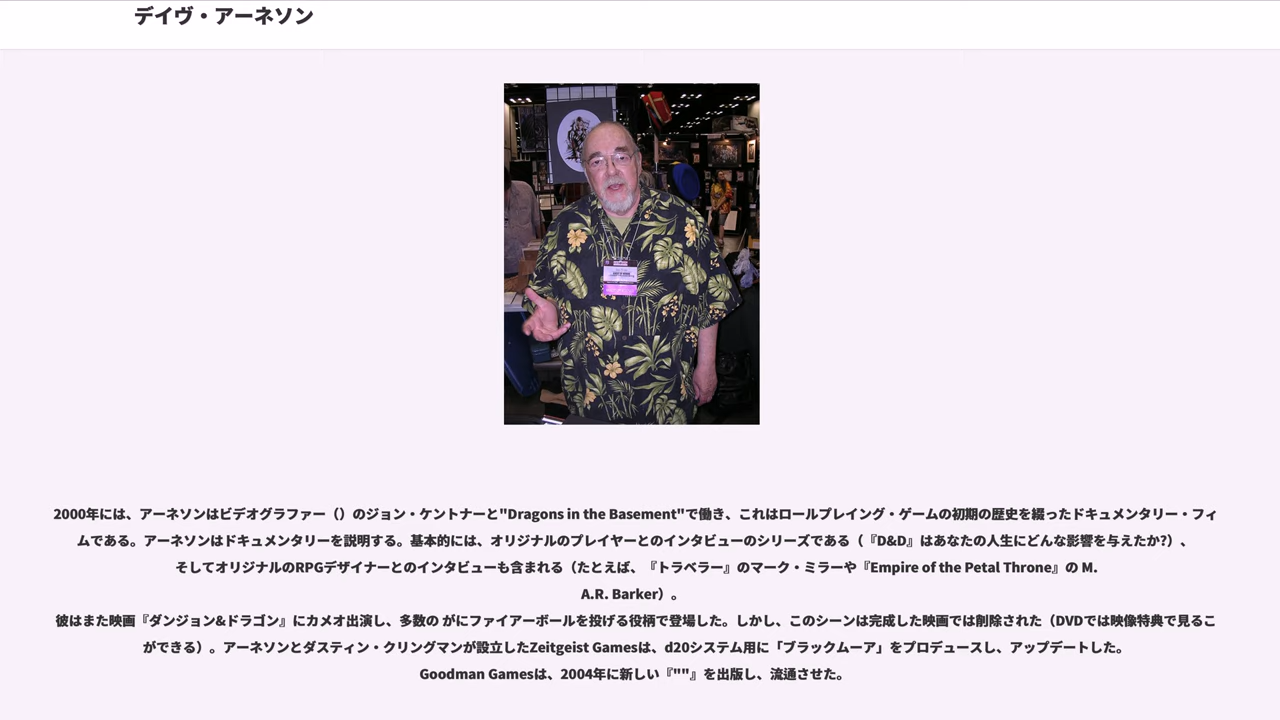 デイヴ・アーネソン
2000年には、アーネソンはビデオグラファー（）のジョン・ケントナーと"Dragons in the Basement"で働き、これはロールプレイング・ゲームの初期の歴史を綴ったドキュメンタリー・フィ
ムである。アーネソンはドキュメンタリーを説明する。基本的には、オリジナルのプレイヤーとのインタビューのシリーズである（『D&D』はあなたの人生にどんな影響を与えたか?）、
そしてオリジナルのRPGデザイナーとのインタビューも含まれる（たとえば、『トラベラー』のマーク・ミラーや『Empire of the Petal Throne』の M.
A.R. Barker）。
彼はまた映画『ダンジョン&ドラゴン』にカメオ出演し、多数の がにファイアーボールを投げる役柄で登場した。しかし、このシーンは完成した映画では削除された（DVDでは映像特典で見るこ
ができる）。アーネソンとダスティン・クリングマンが設立したZeitgeist Gamesは、d20システム用に「ブラックムーア」をプロデュースし、アップデートした。
Goodman Gamesは、2004年に新しい『""』を出版し、流通させた。